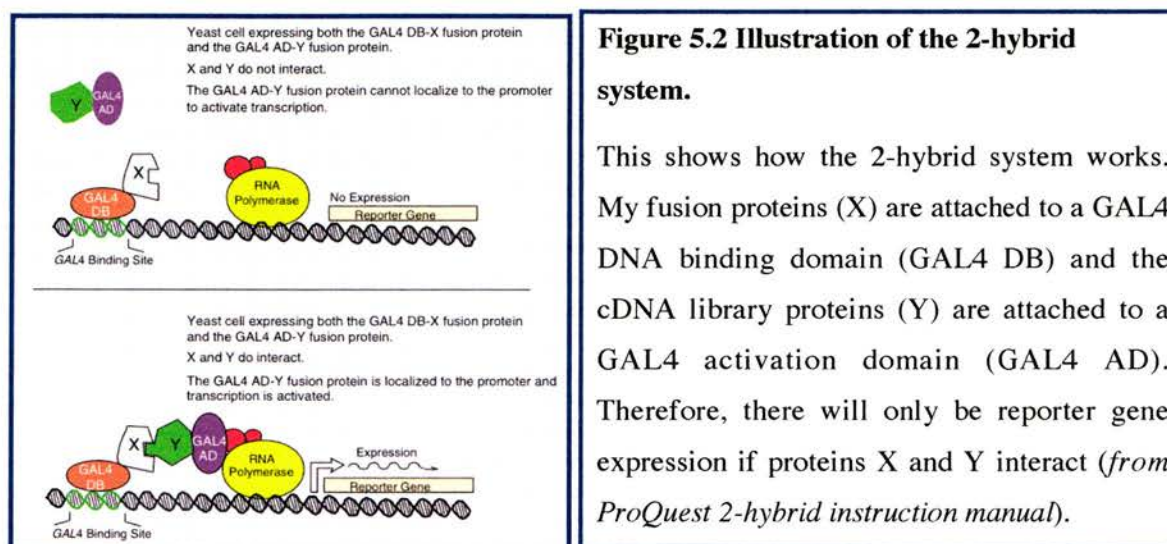 Yeast cell expressing both the GAL4 DB-X fusion protein
and the GAL4 AD-Y fusion protein.
X and Y do not interact.
The GAL4 AD-Y fusion protein cannot localize to the promoter
to activate transcription.
Y
GAL4
AD
X
GAL4
DB
RNA
Polymerase
No Expression
Reporter Gene
GAL4 Binding Site
Yeast cell expressing both the GAL4 DB-X fusion protein
and the GAL4 AD-Y fusion protein.
X and Y do interact.
The GAL4 AD-Y fusion protein is localized to the promoter and
transcription is activated.
X
Y
GAL4
AD
GAL4
DB
RNA
Polymerase
Expression
Reporter Gene
GAL4 Binding Site
Figure 5.2 Illustration of the 2-hybrid
system.
This shows how the 2-hybrid system works.
My fusion proteins (X) are attached to a GAL4
DNA binding domain (GAL4 DB) and the
cDNA library proteins (Y) are attached to a
GAL4 activation domain (GAL4 AD).
Therefore, there will only be reporter gene
expression if proteins X and Y interact (from
ProQuest 2-hybrid instruction manual).